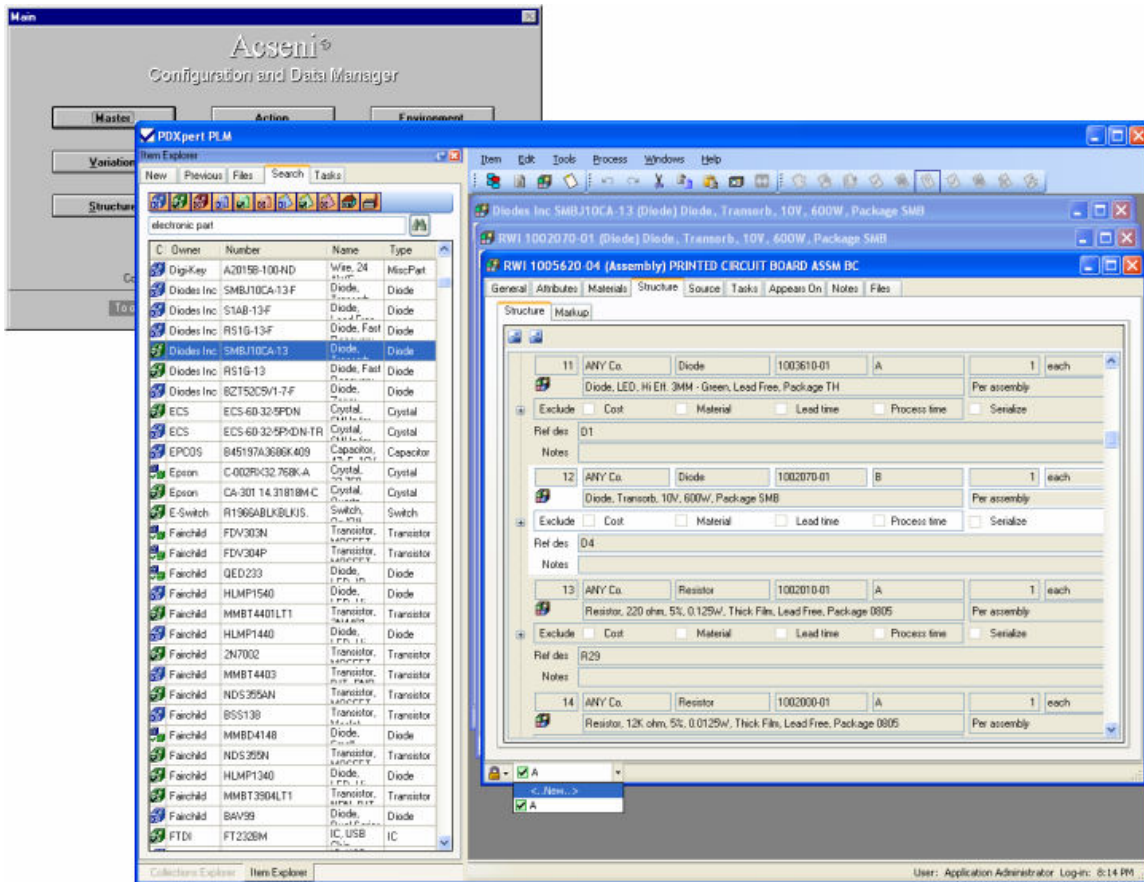 Main
Acseni®
Configuration and Data Manager
Master
Action
Environment
Variation
Structure
PDXpert PLM
Item Explorer
New Previous Files Search Tasks
electronic part
C Owner Number Name Type
Digi-Key A2015B-100-ND Wire, 24 MiscPart
Diodes Inc SMBJ10CA-13-F Diode, Diode
Diodes Inc S1AB-13-F Diode, Diode
Diodes Inc RS1G-13-F Diode, Fast Diode
Diodes Inc SMBJ10CA-13 Diode, Diode
Diodes Inc RS1G-13 Diode, Fast Diode
Diodes Inc BZT52C5V1-7-F Diode, Diode
ECS ECS-60-32-5PDN Crystal, Crystal
ECS ECS-60-32-5PXDN-TR Crystal, Crystal
EPCOS B45197A3686K409 Capacitor, Capacitor
Epson C-002RX32.768K-A Crystal, Crystal
Epson CA-301 14.31818M-C Crystal, Crystal
E-Switch R1966ABLKBLKJS. Switch, Switch
Fairchild FDV303N Transistor, Transistor
Fairchild FDV304P Transistor, Transistor
Fairchild QED233 Diode, Diode
Fairchild HLMP1540 Diode, Diode
Fairchild MMBT4401LT1 Transistor, Transistor
Fairchild HLMP1440 Diode, Diode
Fairchild 2N7002 Transistor, Transistor
Fairchild MMBT4403 Transistor, Transistor
Fairchild NDS355AN Transistor, Transistor
Fairchild BSS138 Transistor, Transistor
Fairchild MMBD4148 Diode, Diode
Fairchild NDS355N Transistor, Transistor
Fairchild HLMP1340 Diode, Diode
Fairchild MMBT3904LT1 Transistor, Transistor
Fairchild BAV99 Diode, Diode
FTDI FT232BM IC, USB IC
Collections Explorer Item Explorer
Item Edit Tools Process Windows Help
Diodes Inc SMBJ10CA-13 (Diode) Diode, Transorb, 10V, 600W, Package SMB
RWI 1002070-01 (Diode) Diode, Transorb, 10V, 600W, Package SMB
RWI 1005620-04 (Assembly) PRINTED CIRCUIT BOARD ASSM BC
General Attributes Materials Structure Source Tasks Appears On Notes Files
Structure Markup
11 ANY Co. Diode 1003610-01 A 1 each
Diode, LED, Hi Eff. 3MM - Green, Lead Free, Package TH Per assembly
Exclude Cost Material Lead time Process time Serialize
Ref des D1
Notes
12 ANY Co. Diode 1002070-01 B 1 each
Diode, Transorb, 10V, 600W, Package SMB Per assembly
Exclude Cost Material Lead time Process time Serialize
Ref des D4
Notes
13 ANY Co. Resistor 1002010-01 A 1 each
Resistor, 220 ohm, 5%, 0.125W, Thick Film, Lead Free, Package 0805 Per assembly
Exclude Cost Material Lead time Process time Serialize
Ref des R29
Notes
14 ANY Co. Resistor 1002000-01 A 1 each
Resistor, 12K ohm, 5%, 0.0125W, Thick Film, Lead Free, Package 0805 Per assembly
A
<..New..>
A
User: Application Administrator Log-in: 8:14 PM